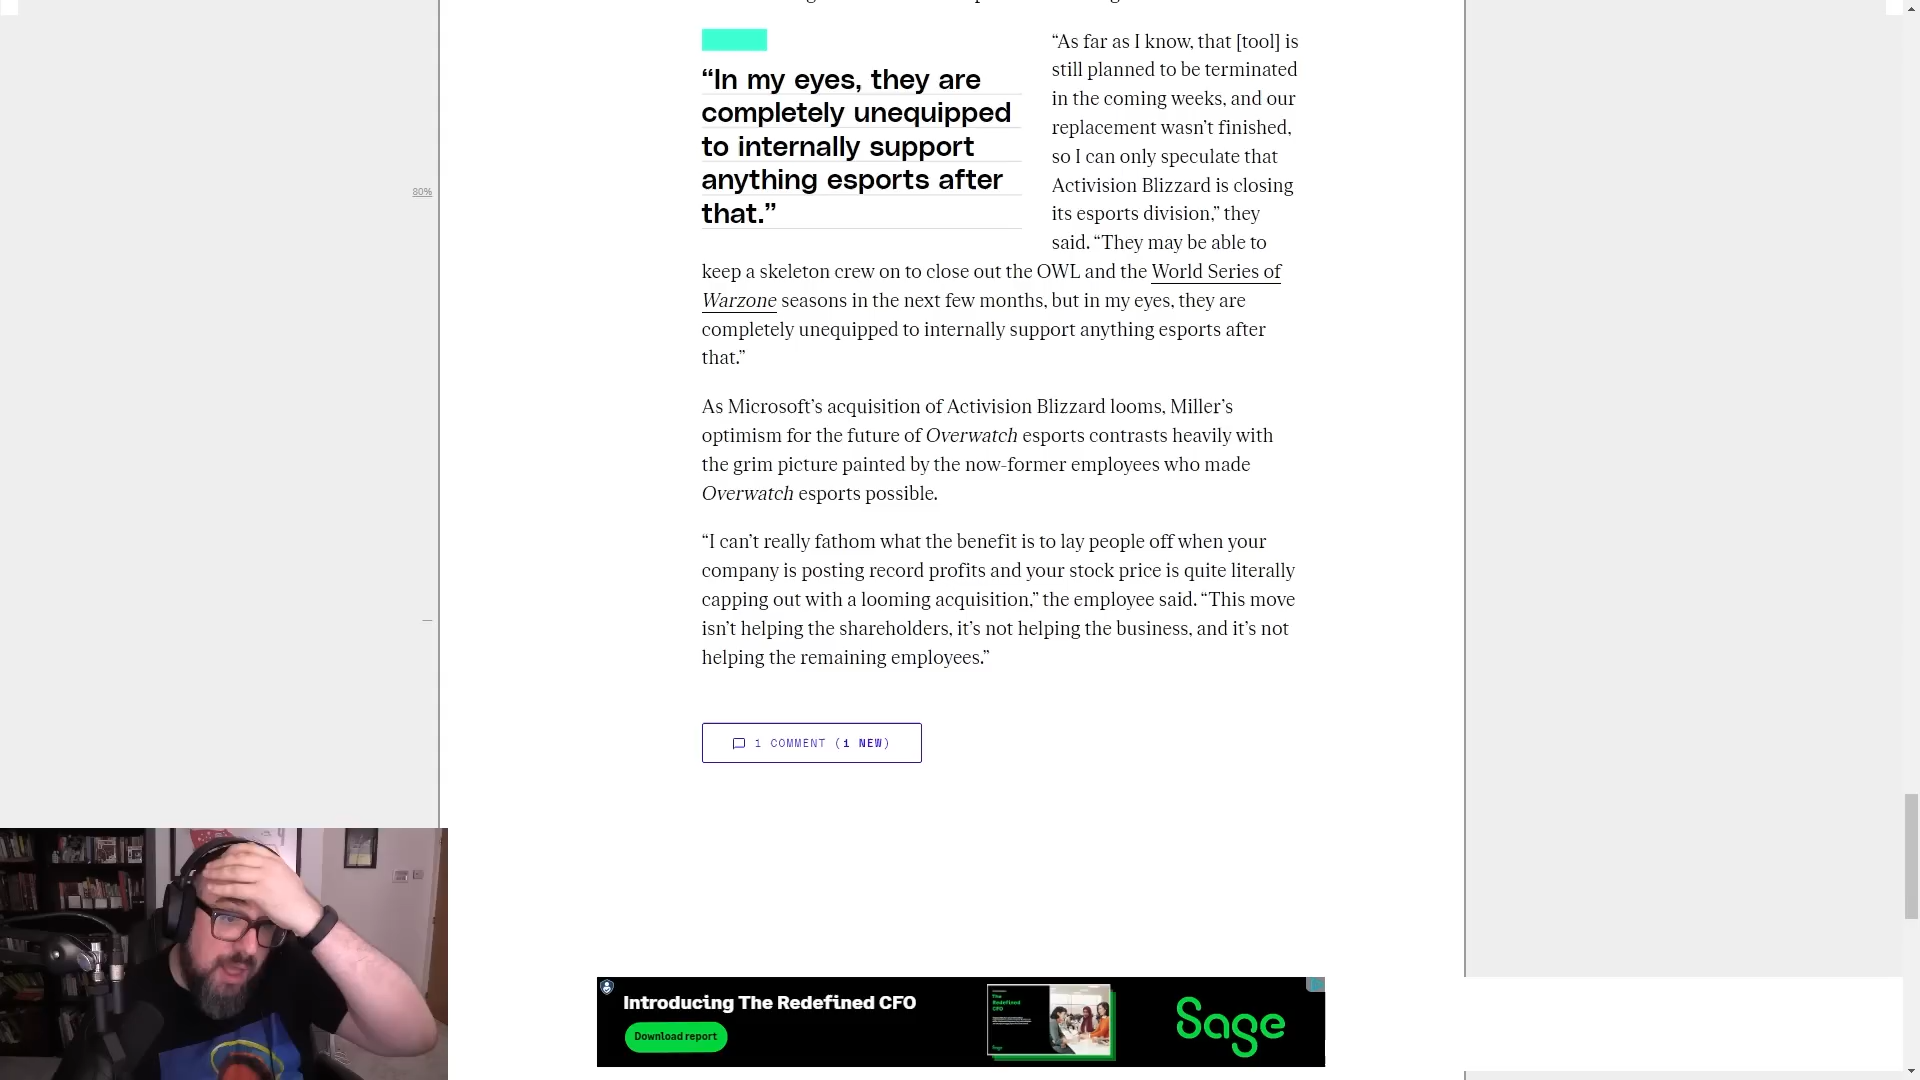 “In my eyes, they are
completely unequipped
to internally support
anything esports after
that.”
“As far as I know, that [tool] is
still planned to be terminated
in the coming weeks, and our
replacement wasn’t finished,
so I can only speculate that
Activision Blizzard is closing
its esports division,” they
said. “They may be able to
keep a skeleton crew on to close out the OWL and the World Series of
Warzone seasons in the next few months, but in my eyes, they are
completely unequipped to internally support anything esports after
that.”
80%
As Microsoft’s acquisition of Activision Blizzard looms, Miller’s
optimism for the future of Overwatch esports contrasts heavily with
the grim picture painted by the now-former employees who made
Overwatch esports possible.
“I can’t really fathom what the benefit is to lay people off when your
company is posting record profits and your stock price is quite literally
capping out with a looming acquisition,” the employee said. “This move
isn’t helping the shareholders, it’s not helping the business, and it’s not
helping the remaining employees.”
1 COMMENT (1 NEW)
Introducing The Redefined CFO
Download report
The
Redefined
CFO
Sage